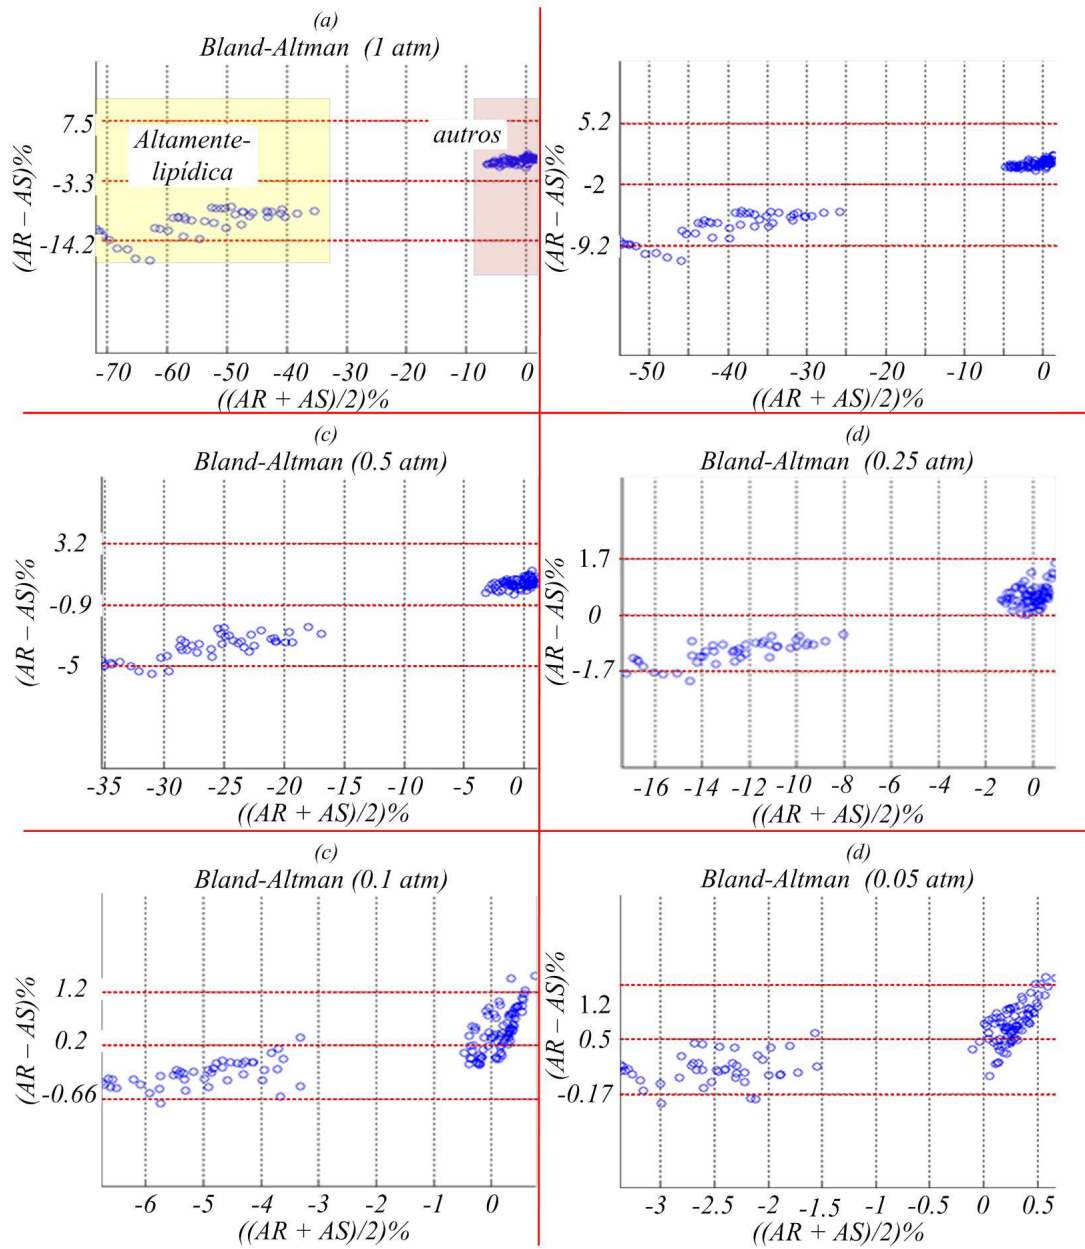 (a)
Bland-Altman (1 atm)
(AR − AS)%
7.5
-3.3
-14.2
Altamente-
lipídica
autros
-70 -60 -50 -40 -30 -20 -10 0
((AR + AS)/2)%
(AR − AS)%
5.2
-2
-9.2
-50 -40 -30 -20 -10 0
((AR + AS)/2)%
(c)
Bland-Altman (0.5 atm)
(AR − AS)%
3.2
-0.9
-5
-35 -30 -25 -20 -15 -10 -5 0
((AR + AS)/2)%
(d)
Bland-Altman (0.25 atm)
(AR − AS)%
1.7
0
-1.7
-16 -14 -12 -10 -8 -6 -4 -2 0
((AR + AS)/2)%
(c)
Bland-Altman (0.1 atm)
(AR − AS)%
1.2
0.2
-0.66
-6 -5 -4 -3 -2 -1 0
((AR + AS)/2)%
(d)
Bland-Altman (0.05 atm)
(AR − AS)%
1.2
0.5
-0.17
-3 -2.5 -2 -1.5 -1 -0.5 0 0.5
((AR + AS)/2)%